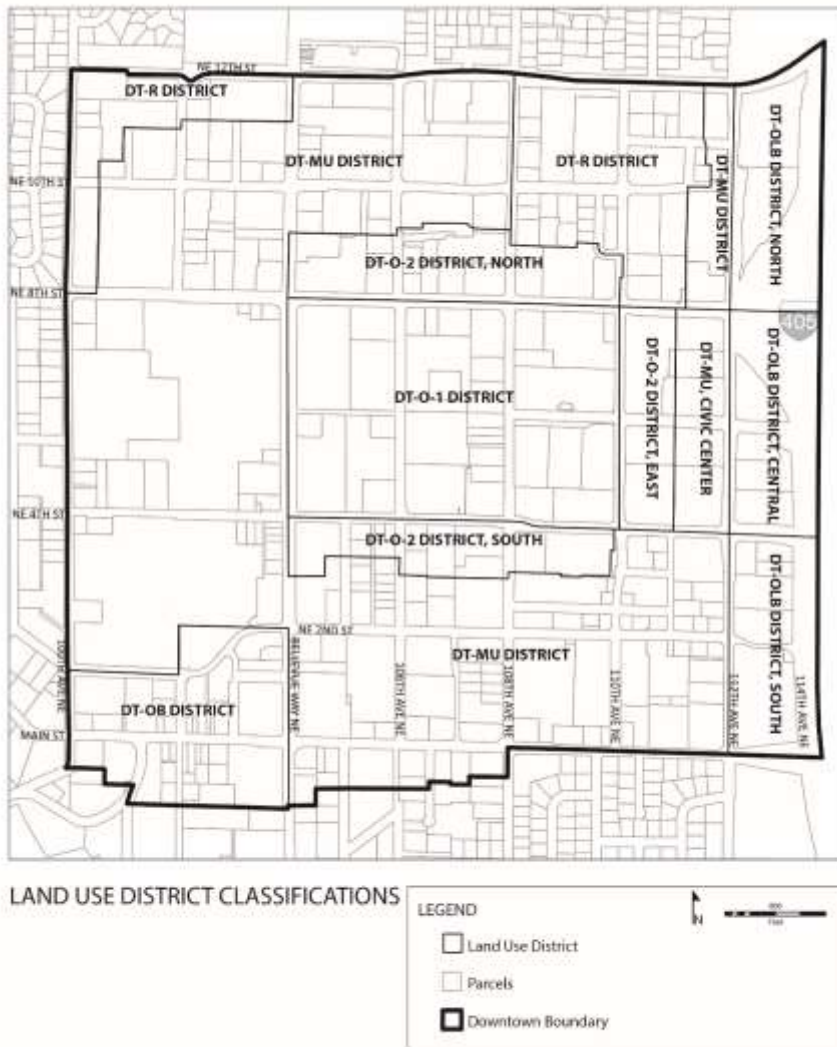 NE 12TH ST
DT-R DISTRICT
DT-MU DISTRICT
DT-R DISTRICT
DT-MU DISTRICT
DT-OLB DISTRICT, NORTH
NE 10TH S
DT-O-2 DISTRICT, NORTH
NE 8TH ST
405
DT-O-1 DISTRICT
DT-O-2 DISTRICT, EAST
DT-MU, CIVIC CENTER
DT-OLB DISTRICT, CENTRAL
NE 4TH ST
DT-O-2 DISTRICT, SOUTH
DT-OLB DISTRICT, SOUTH
NE 2ND ST
DT-MU DISTRICT
100TH AVE NE
BELLEVUE WAY NE
106TH AVE NE
108TH AVE NE
110TH AVE NE
112TH AVE NE
114TH AVE NE
DT-OB DISTRICT
MAIN ST
LAND USE DISTRICT CLASSIFICATIONS
LEGEND
Land Use District
Parcels
Downtown Boundary
N